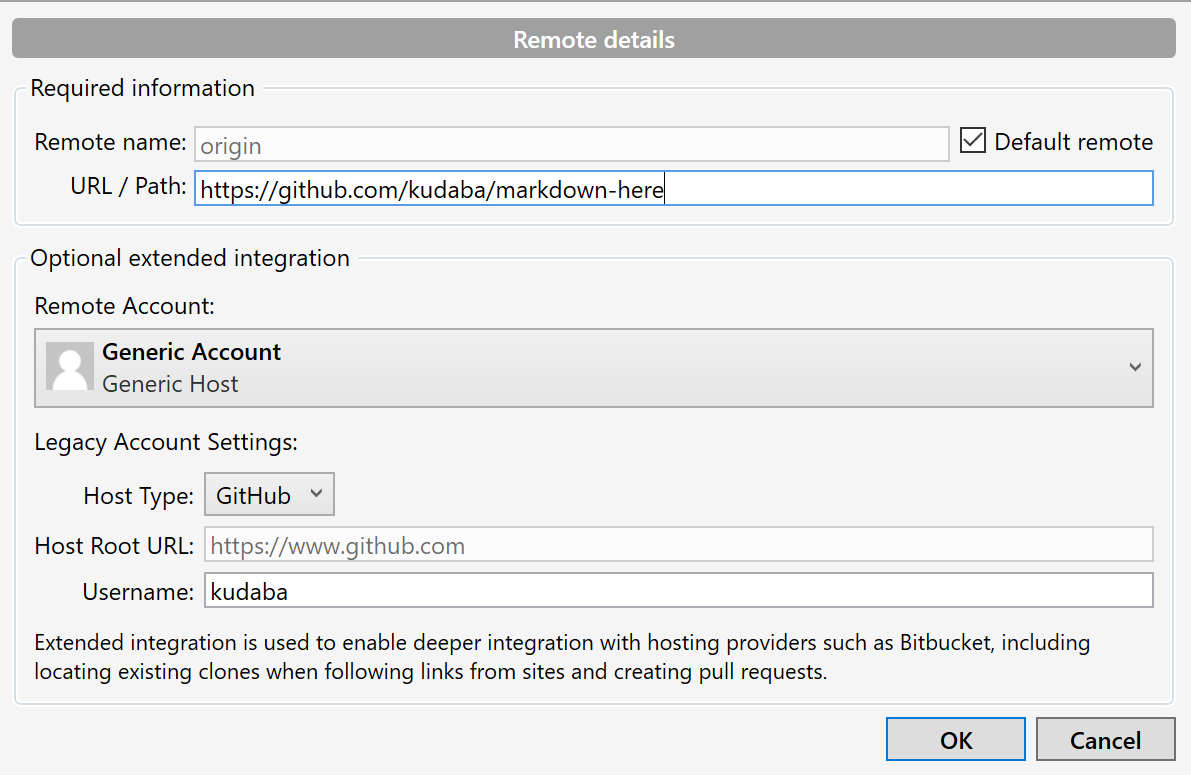 Remote details
Required information
Remote name: origin Default remote
URL / Path: https://github.com/kudaba/markdown-here
Optional extended integration
Remote Account:
Generic Account
Generic Host
Legacy Account Settings:
Host Type: GitHub
Host Root URL: https://www.github.com
Username: kudaba
Extended integration is used to enable deeper integration with hosting providers such as Bitbucket, including
locating existing clones when following links from sites and creating pull requests.
OK Cancel